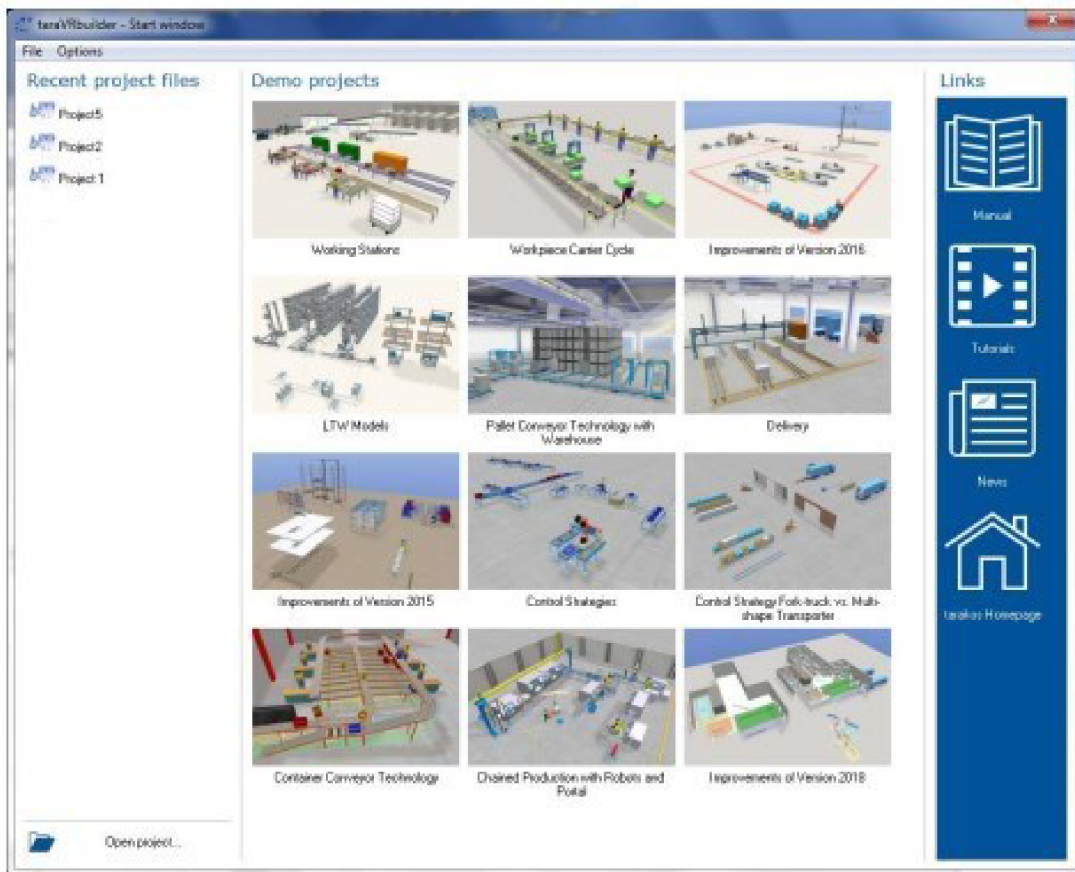 taraVRbuilder - Start window
File Options
Recent project files
Project5
Project2
Project 1
Open project...
Demo projects
Working Stations
Workpiece Carrier Cycle
Improvements of Version 2016
LTW Models
Pallet Conveyor Technology with
Warehouse
Delivery
Improvements of Version 2015
Control Strategies
Control Strategy Fork-truck vs. Multi-
shape Transporter
Container Conveyor Technology
Chained Production with Robots and
Portal
Improvements of Version 2018
Links
Manual
Tutorials
News
tarakos Homepage